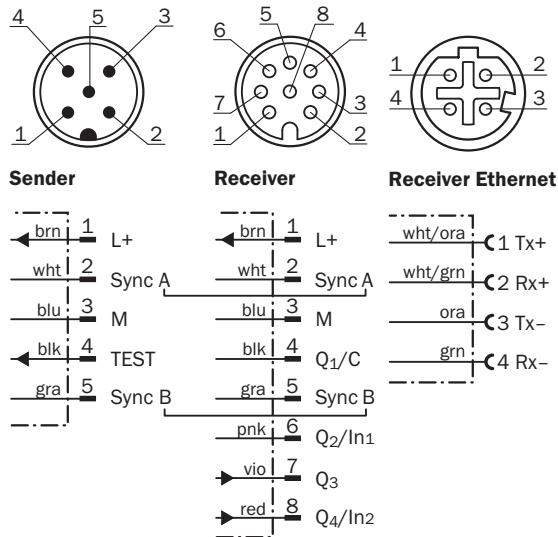 4 5 3
1 2
5 8
6 4
7 3
1 2
1 2
4 3
Sender
brn 1 L+
wht 2 Sync A
blu 3 M
blk 4 TEST
gra 5 Sync B
Receiver
brn 1 L+
wht 2 Sync A
blu 3 M
blk 4 Q1/C
gra 5 Sync B
pnk 6 Q2/In1
vio 7 Q3
red 8 Q4/In2
Receiver Ethernet
wht/ora 1 Tx+
wht/grn 2 Rx+
ora 3 Tx–
grn 4 Rx–